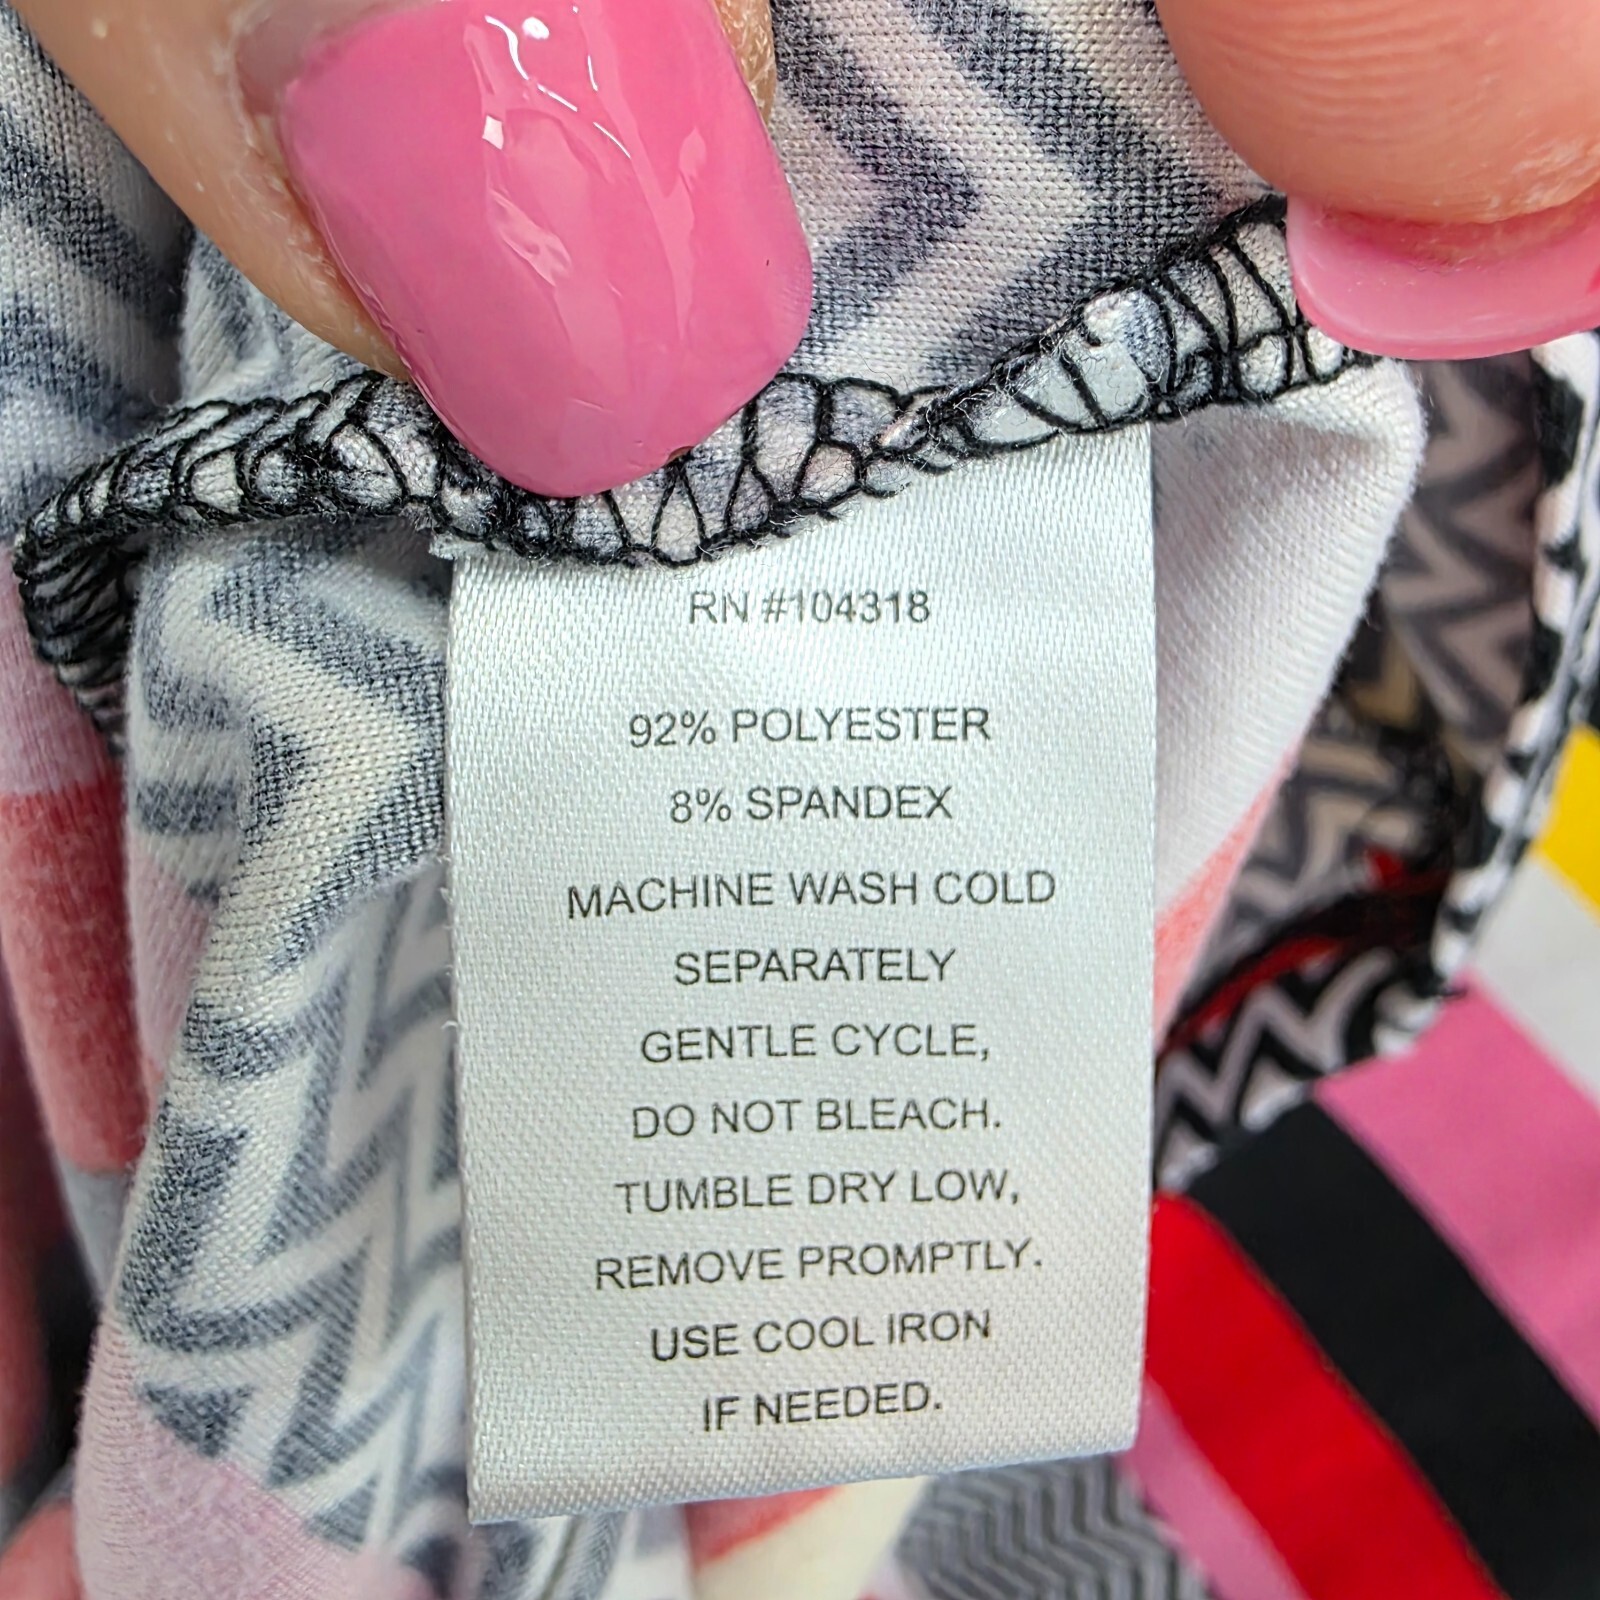 RN #104318
92% POLYESTER
8% SPANDEX
MACHINE WASH COLD
SEPARATELY
GENTLE CYCLE,
DO NOT BLEACH.
TUMBLE DRY LOW,
REMOVE PROMPTLY.
USE COOL IRON
IF NEEDED.